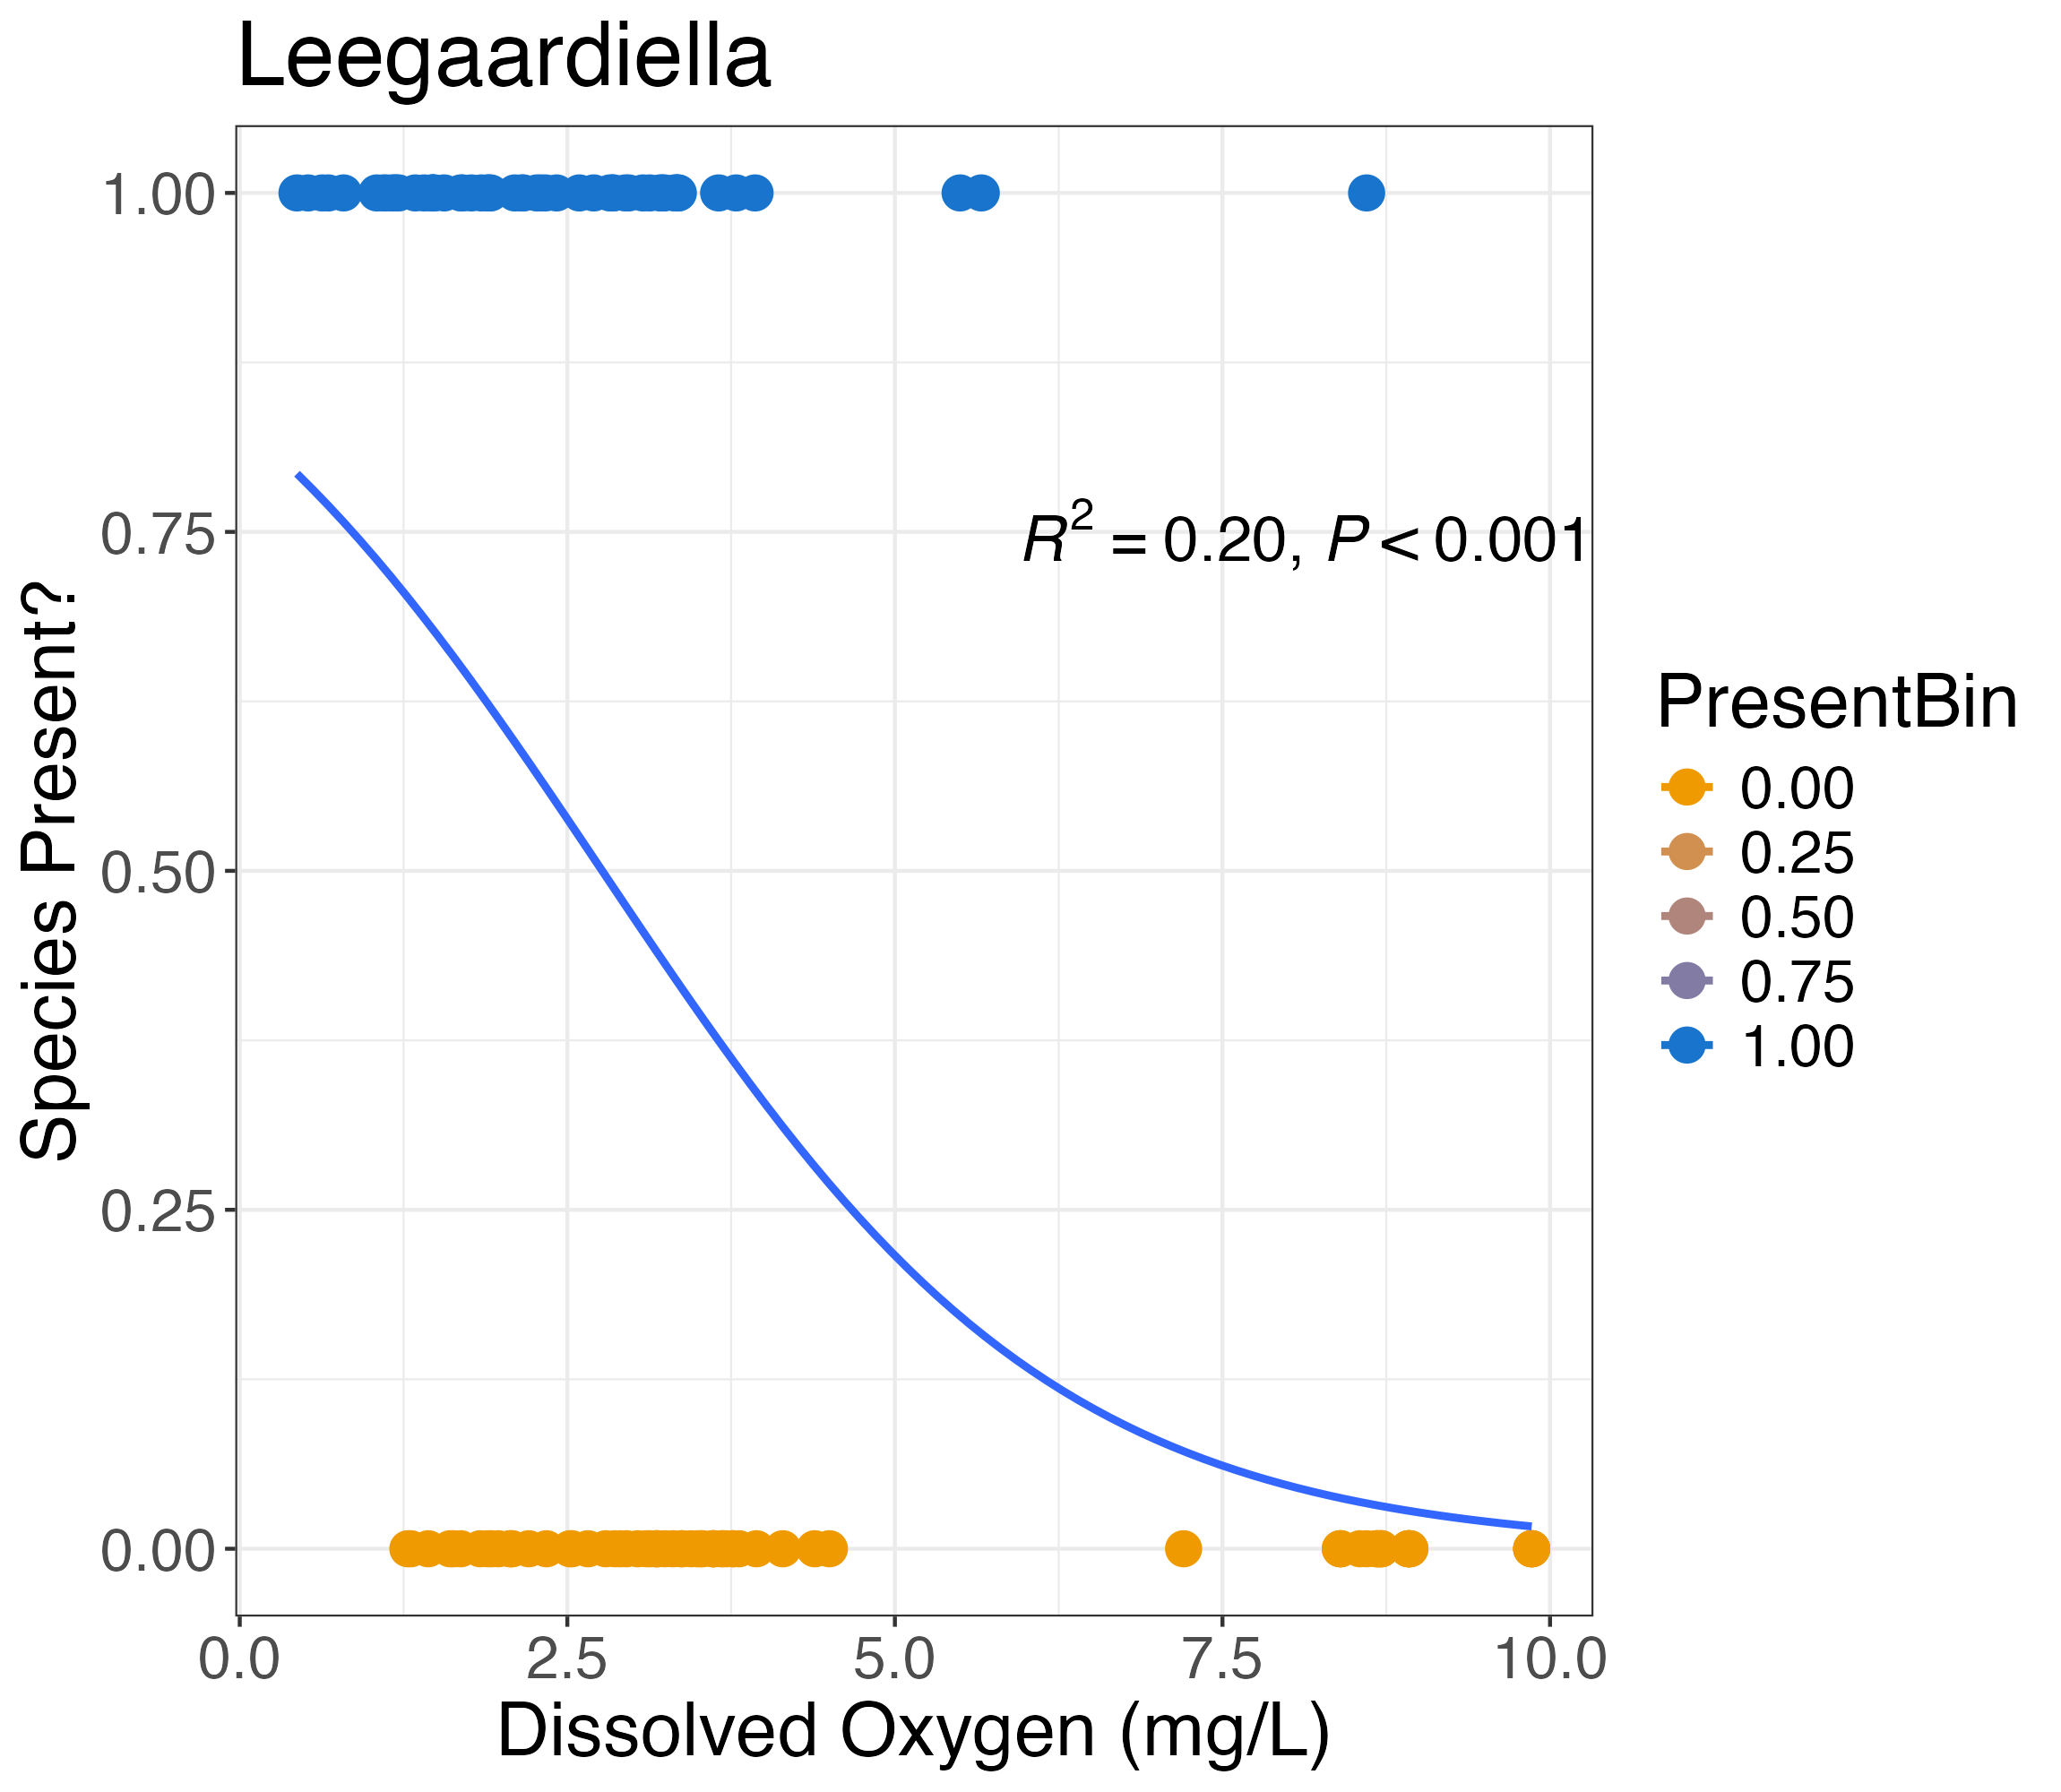 Leegaardiella
1.00
0.75
0.50
0.25
0.00
Species Present?
R² = 0.20, P < 0.001
0.0 2.5 5.0 7.5 10.0
Dissolved Oxygen (mg/L)
PresentBin
0.00
0.25
0.50
0.75
1.00